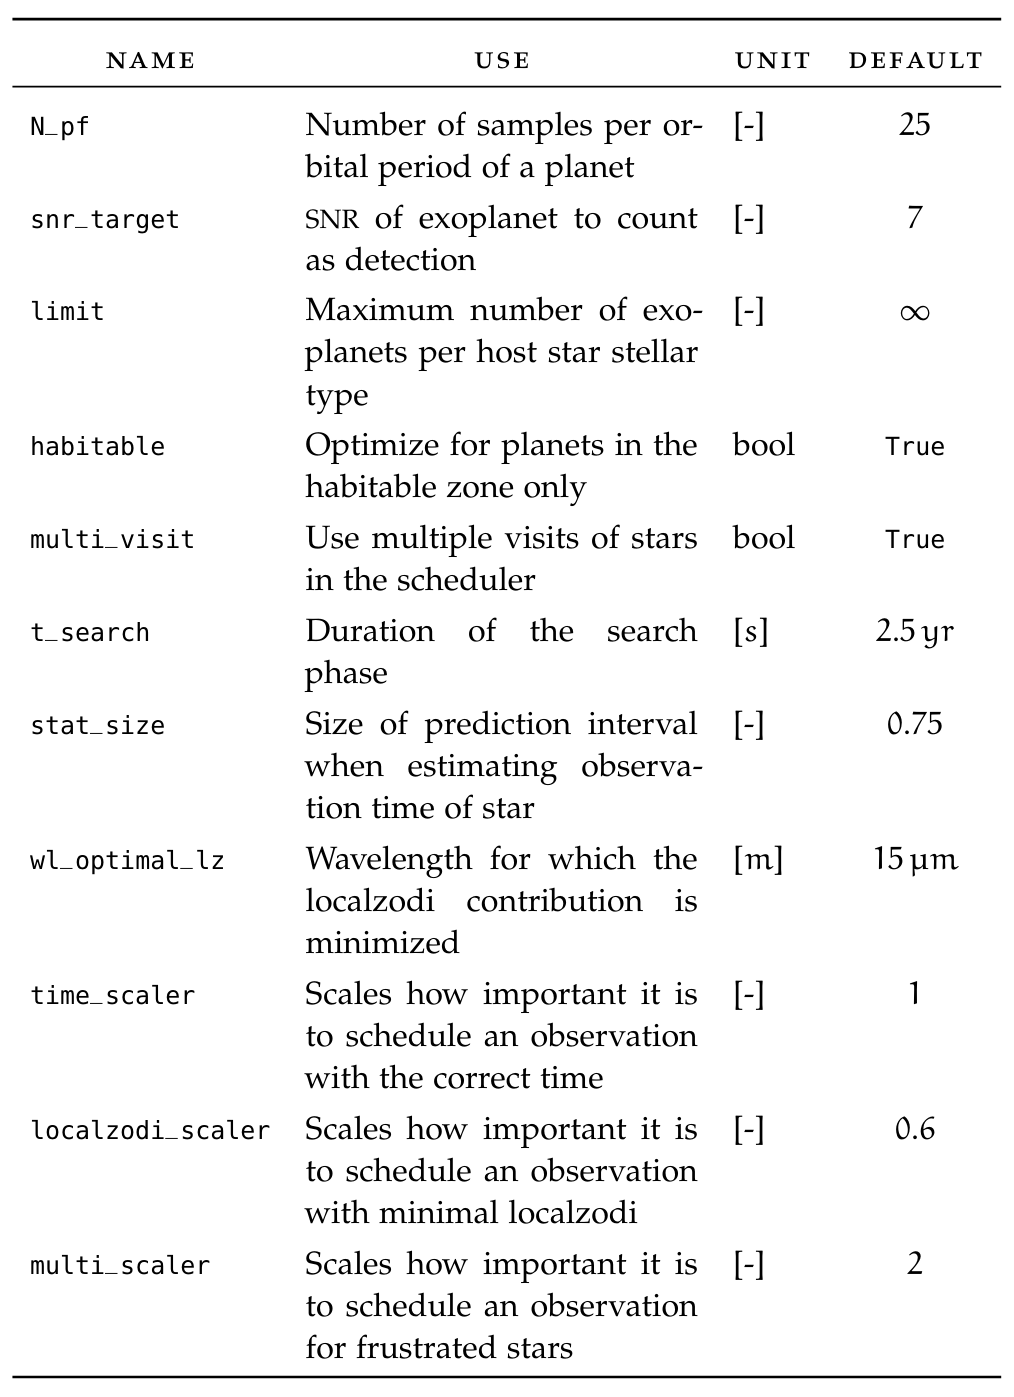 NAME USE UNIT DEFAULT
N_pf Number of samples per or- [-] 25
bital period of a planet
snr_target SNR of exoplanet to count [-] 7
as detection
limit Maximum number of exo- [-] ∞
planets per host star stellar
type
habitable Optimize for planets in the bool True
habitable zone only
multi_visit Use multiple visits of stars bool True
in the scheduler
t_search Duration of the search [s] 2.5 yr
phase
stat_size Size of prediction interval [-] 0.75
when estimating observa-
tion time of star
wl_optimal_lz Wavelength for which the [m] 15 µm
localzodi contribution is
minimized
time_scaler Scales how important it is [-] 1
to schedule an observation
with the correct time
localzodi_scaler Scales how important it is [-] 0.6
to schedule an observation
with minimal localzodi
multi_scaler Scales how important it is [-] 2
to schedule an observation
for frustrated stars